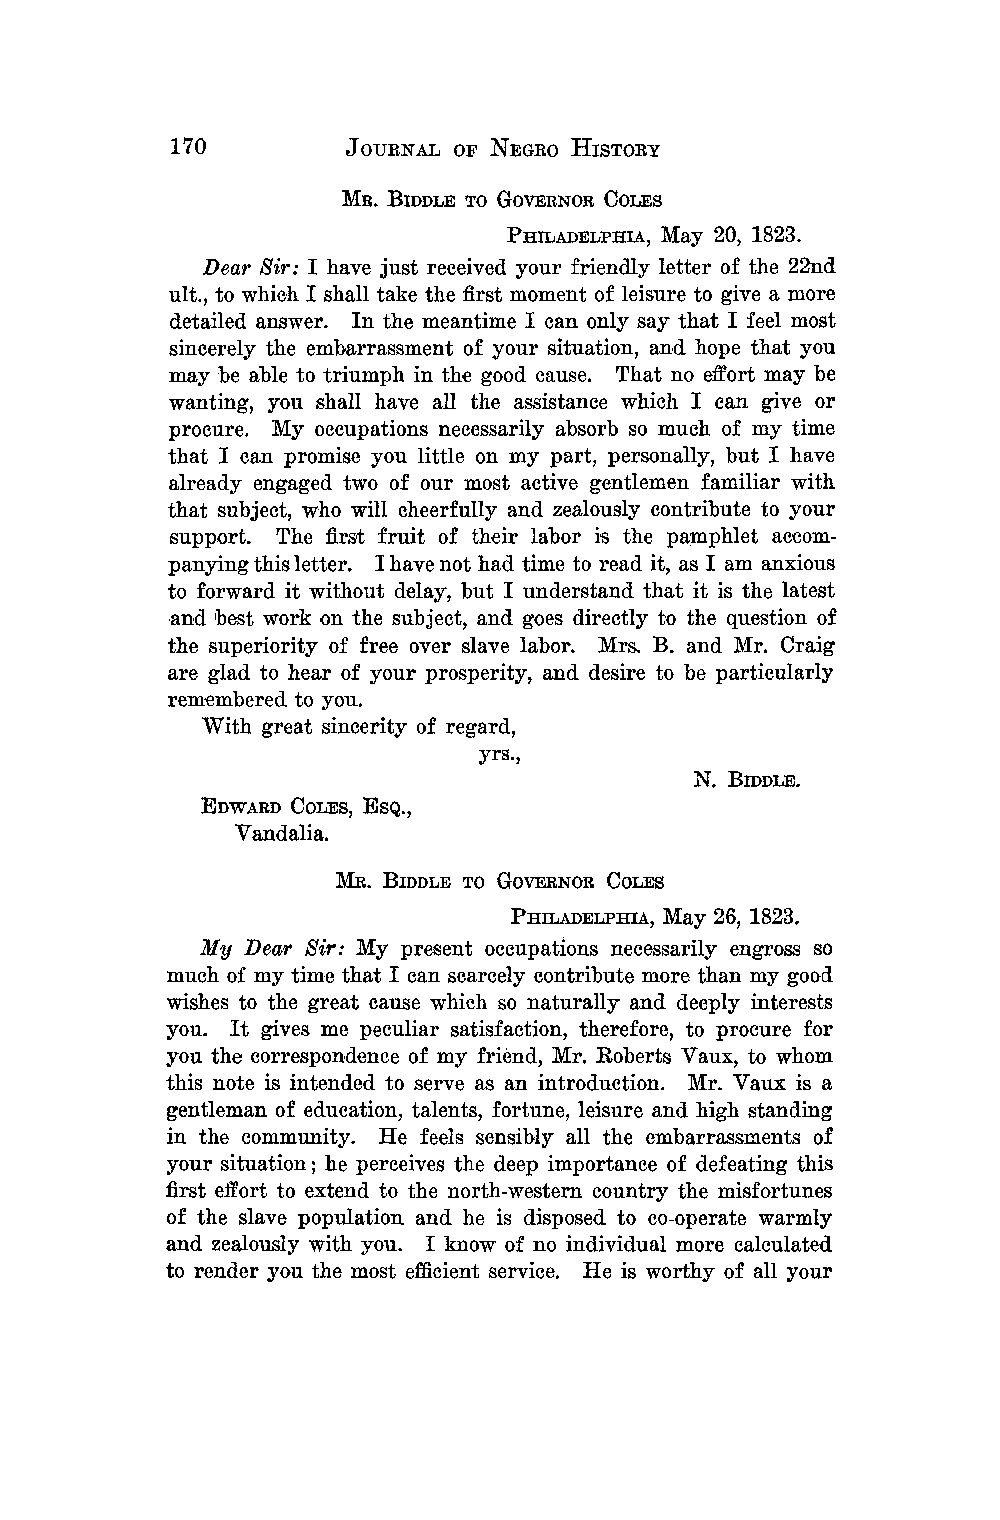 170 JOURNAL OF NEGRO HISTORY
MR. BIDDLE TO GOVERNOR COLES
PHILADELPHIA, May 20, 1823.
Dear Sir: I have just received your friendly letter of the 22nd
ult., to which I shall take the first moment of leisure to give a more
detailed answer. In the meantime I can only say that I feel most
sincerely the embarrassment of your situation, and hope that you
may be able to triumph in the good cause. That no effort may be
wanting, you shall have all the assistance which I can give or
procure. My occupations necessarily absorb so much of my time
that I can promise you little on my part, personally, but I have
already engaged two of our most active gentlemen familiar with
that subject, who will cheerfully and zealously contribute to your
support. The first fruit of their labor is the pamphlet accom-
panying this letter. I have not had time to read it, as I am anxious
to forward it without delay, but I understand that it is the latest
and best work on the subject, and goes directly to the question of
the superiority of free over slave labor. Mrs. B. and Mr. Craig
are glad to hear of your prosperity, and desire to be particularly
remembered to you.
With great sincerity of regard,
yrs.,
N. BIDDLE.
EDWARD COLES, ESQ.,
Vandalia.
MR. BIDDLE TO GOVERNOR COLES
PHILADELPHIA, May 26, 1823.
My Dear Sir: My present occupations necessarily engross so
much of my time that I can scarcely contribute more than my good
wishes to the great cause which so naturally and deeply interests
you. It gives me peculiar satisfaction, therefore, to procure for
you the correspondence of my friend, Mr. Roberts Vaux, to whom
this note is intended to serve as an introduction. Mr. Vaux is a
gentleman of education, talents, fortune, leisure and high standing
in the community. He feels sensibly all the embarrassments of
your situation; he perceives the deep importance of defeating this
first effort to extend to the north-western country the misfortunes
of the slave population and he is disposed to co-operate warmly
and zealously with you. I know of no individual more calculated
to render you the most efficient service. He is worthy of all your